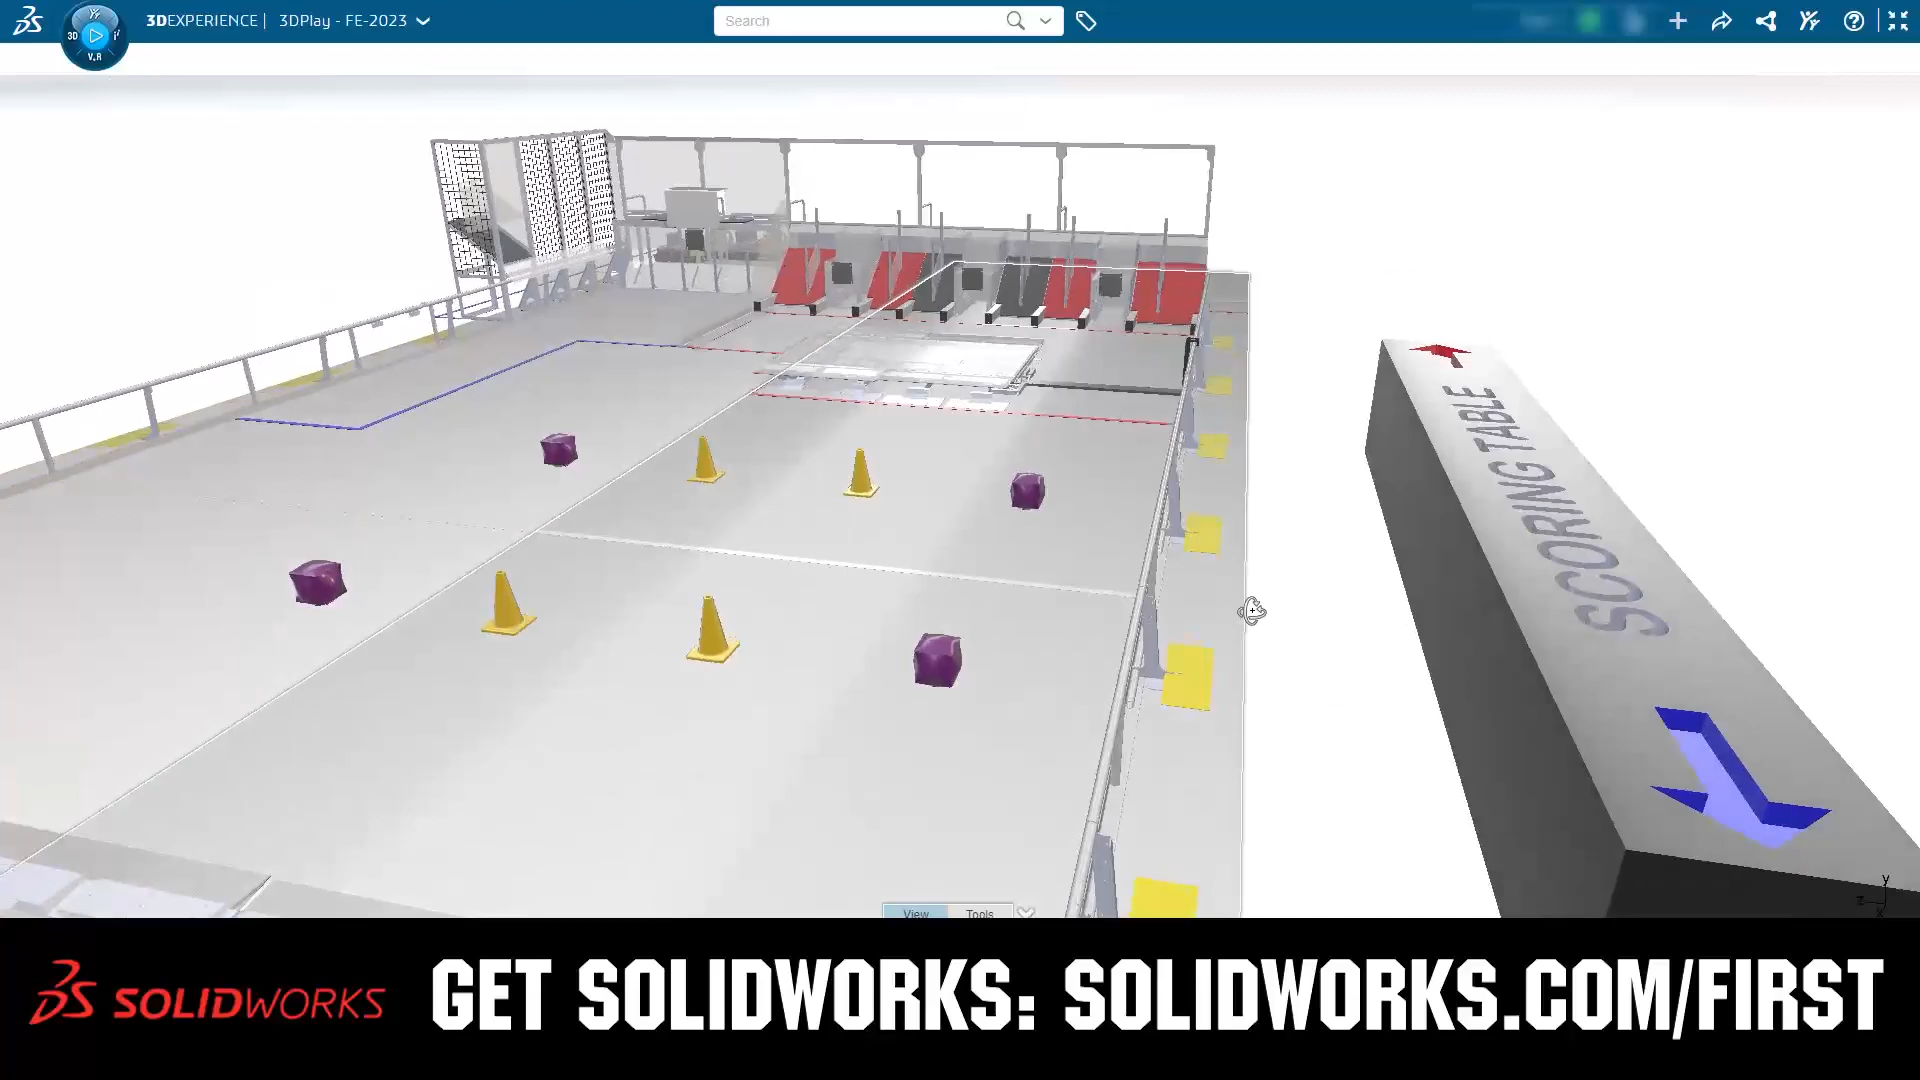 3DEXPERIENCE | 3DPlay - FE-2023
Search
3D
V.R
SCORING TABLE
View Tools
y
z
x
SOLIDWORKS
GET SOLIDWORKS: SOLIDWORKS.COM/FIRST